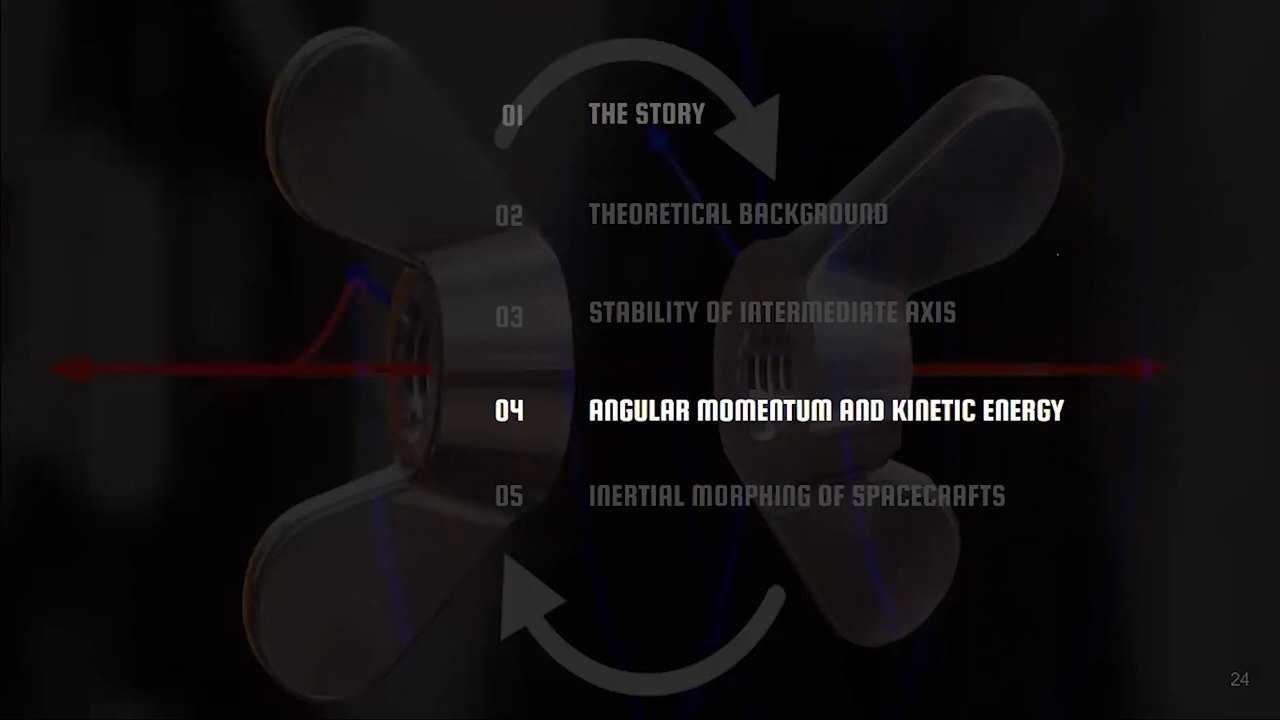 01 THE STORY
02 THEORETICAL BACKGROUND
03 STABILITY OF INTERMEDIATE AXIS
04 ANGULAR MOMENTUM AND KINETIC ENERGY
05 INERTIAL MORPHING OF SPACECRAFTS
24